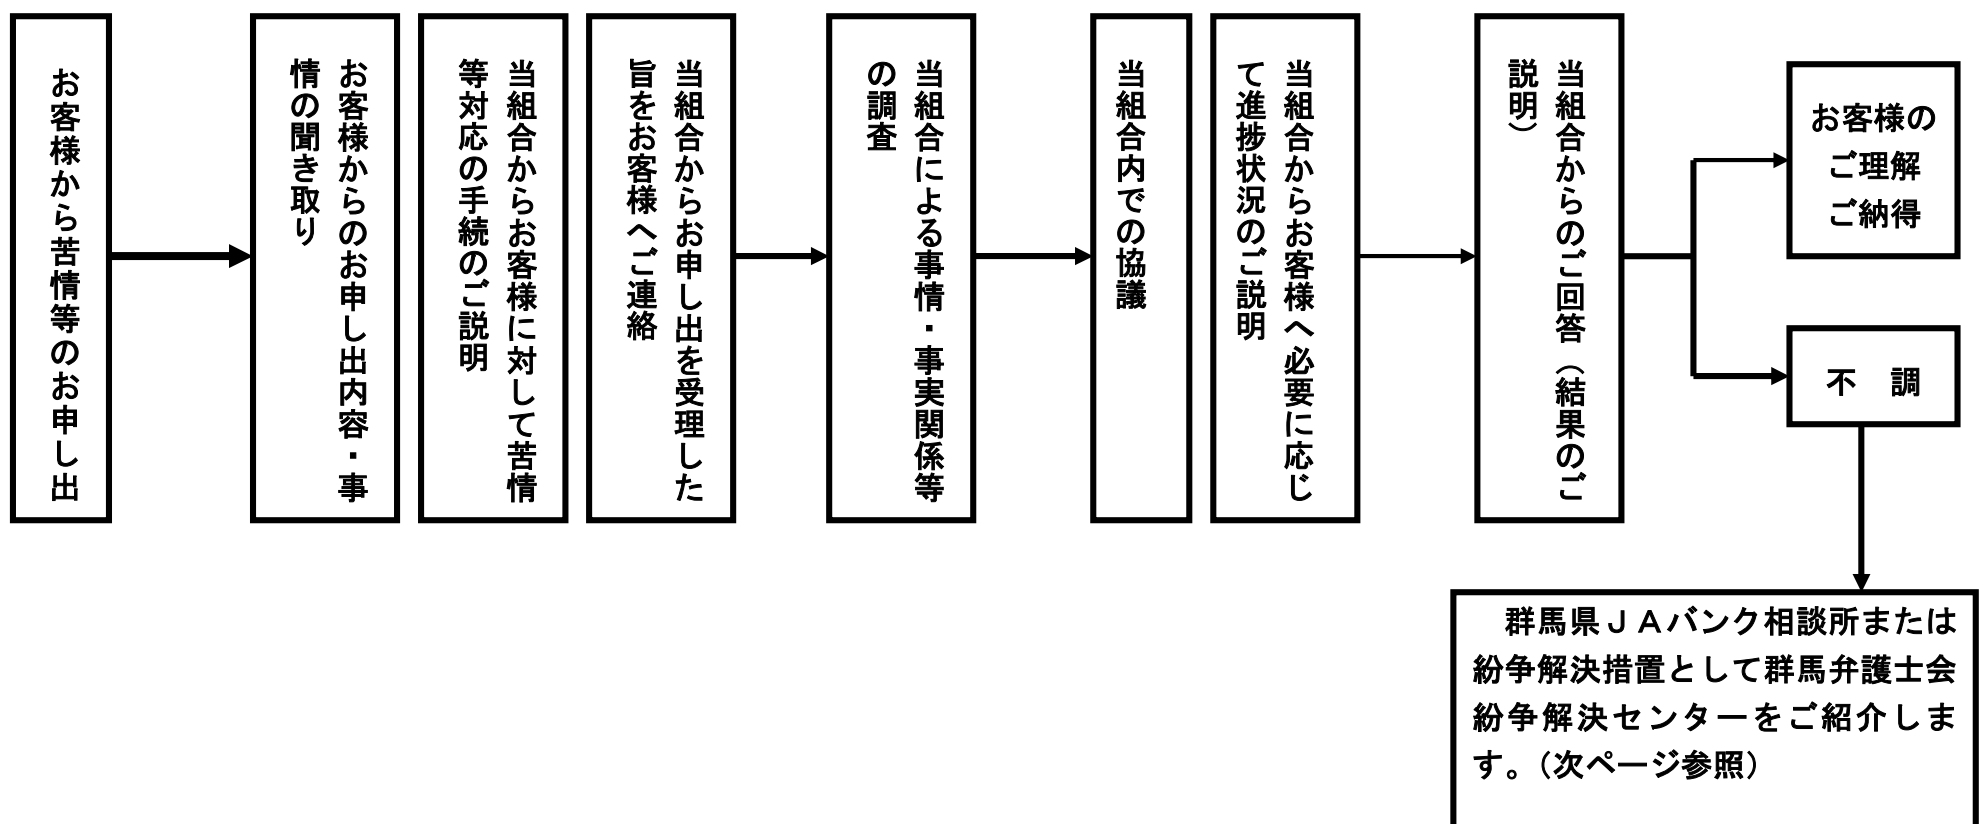 お客様から苦情等のお申し出
お客様からのお申し出内容・事
情の聞き取り
当組合からお客様に対して苦情
等対応の手続のご説明
当組合からお申し出を受理した
旨をお客様へご連絡
当組合による事情・事実関係等
の調査
当組合内での協議
当組合からお客様へ必要に応じ
て進捗状況のご説明
当組合からのご回答（結果のご
説明）
お客様の
ご理解
ご納得
不　調
群馬県ＪＡバンク相談所または
紛争解決措置として群馬弁護士会
紛争解決センターをご紹介しま
す。（次ページ参照）